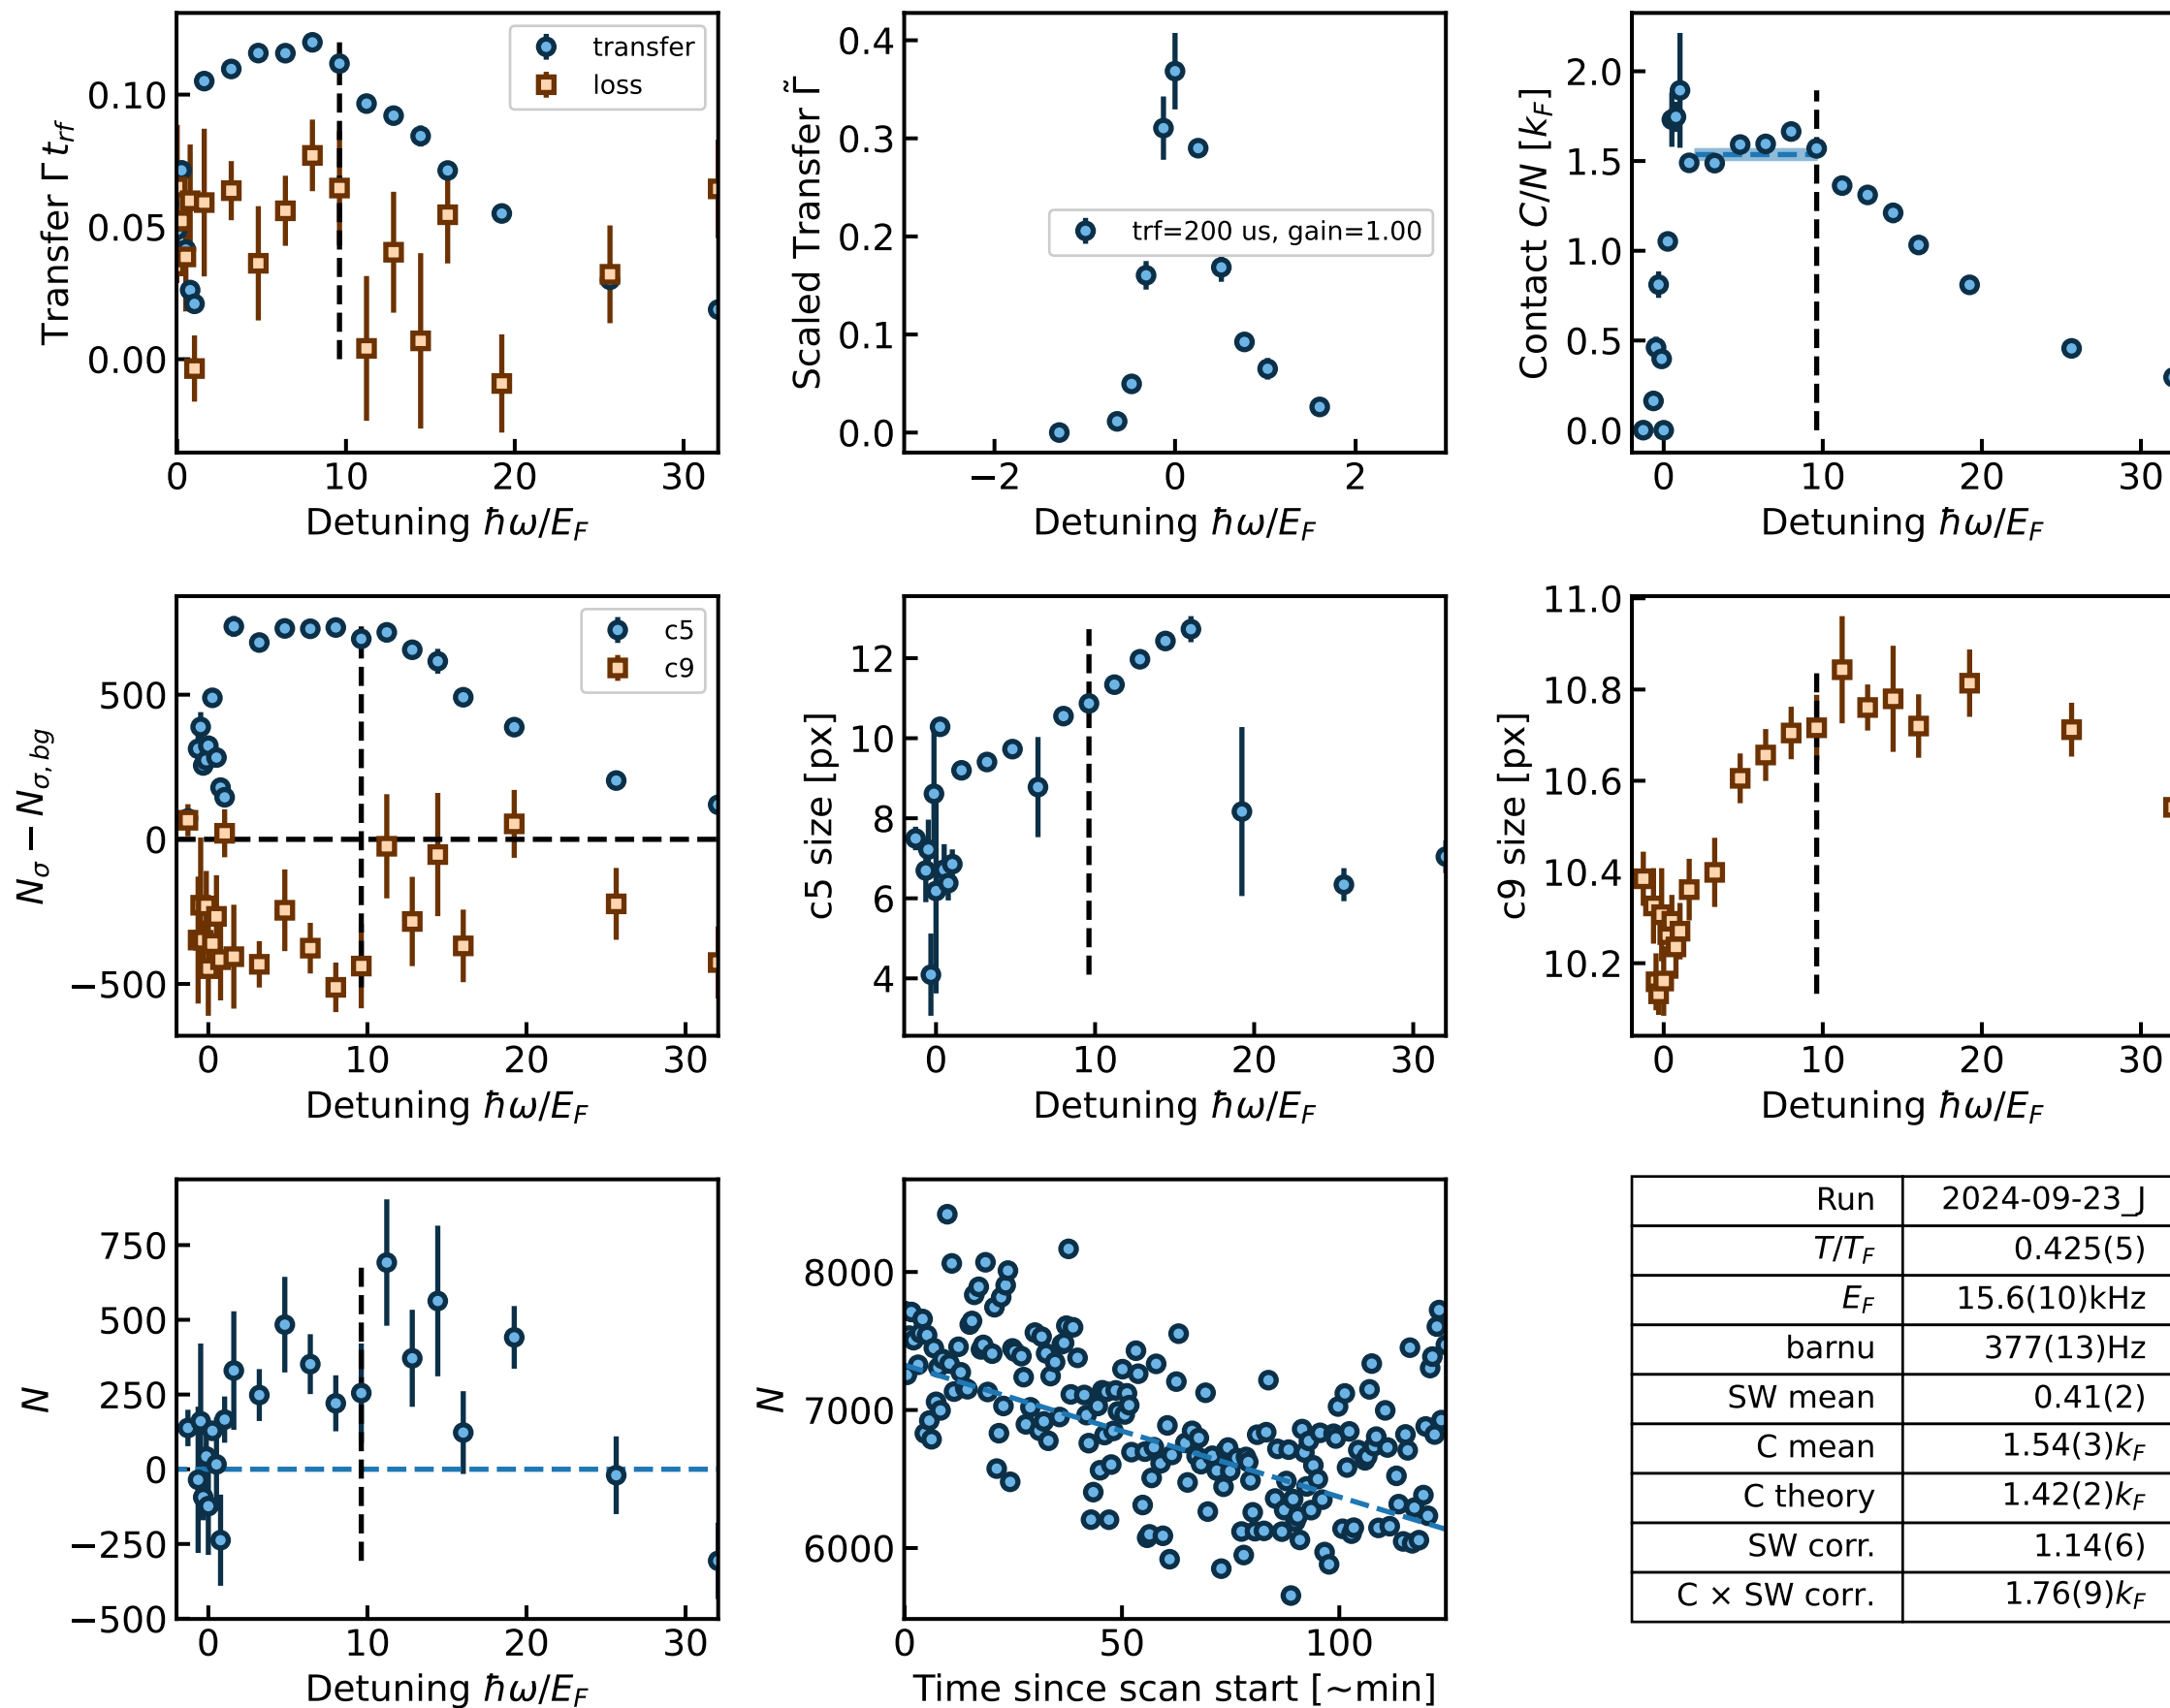 transfer
loss
0.10
0.05
0.00
Transfer Γ t_rf
0
10
20
30
Detuning ħω/E_F
0.4
0.3
0.2
0.1
0.0
Scaled Transfer Γ̃
trf=200 us, gain=1.00
−2
0
2
Detuning ħω/E_F
2.0
1.5
1.0
0.5
0.0
Contact C/N [k_F]
0
10
20
30
Detuning ħω/E_F
c5
c9
500
0
−500
N_σ − N_σ,bg
0
10
20
30
Detuning ħω/E_F
12
10
8
6
4
c5 size [px]
0
10
20
30
Detuning ħω/E_F
11.0
10.8
10.6
10.4
10.2
c9 size [px]
0
10
20
30
Detuning ħω/E_F
750
500
250
0
−250
−500
N
0
10
20
30
Detuning ħω/E_F
8000
7000
6000
N
0
50
100
Time since scan start [~min]
Run 2024-09-23_J
T/T_F 0.425(5)
E_F 15.6(10)kHz
barnu 377(13)Hz
SW mean 0.41(2)
C mean 1.54(3)k_F
C theory 1.42(2)k_F
SW corr. 1.14(6)
C × SW corr. 1.76(9)k_F